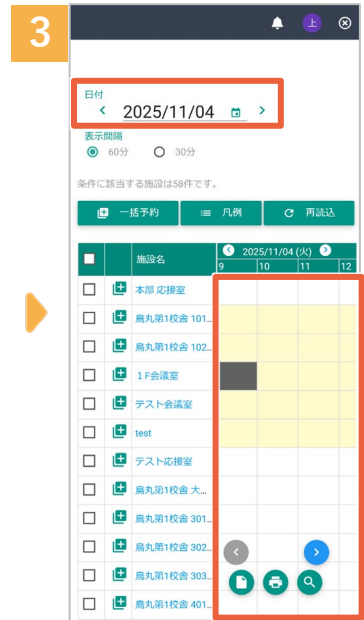 3
上
日付
2025/11/04
表示間隔
60分 30分
条件に該当する施設は58件です。
一括予約 凡例 再読込
施設名 2025/11/04 (火)
9 10 11 12
本部 応接室
烏丸第1校舎 101...
烏丸第1校舎 102...
１F会議室
テスト会議室
test
テスト応接室
烏丸第1校舎 大...
烏丸第1校舎 301...
烏丸第1校舎 302...
烏丸第1校舎 303...
烏丸第1校舎 401...